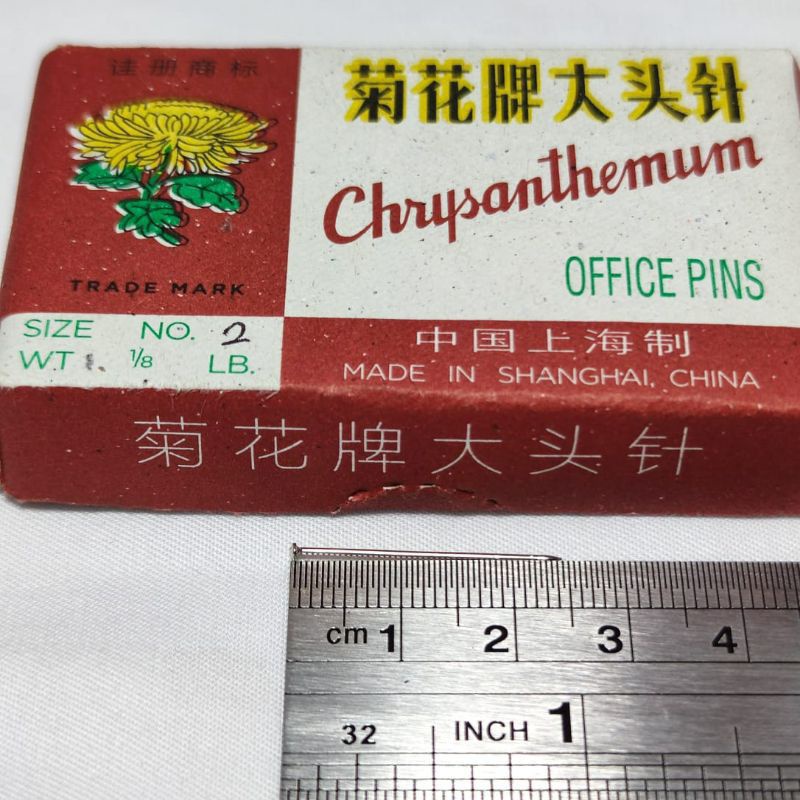 注册商标
菊花牌大头针
Chrysanthemum
OFFICE PINS
TRADE MARK
SIZE NO. 2
WT 1/8 LB.
中国上海制
MADE IN SHANGHAI, CHINA
菊花牌大头针
cm 1 2 3 4
32 INCH 1